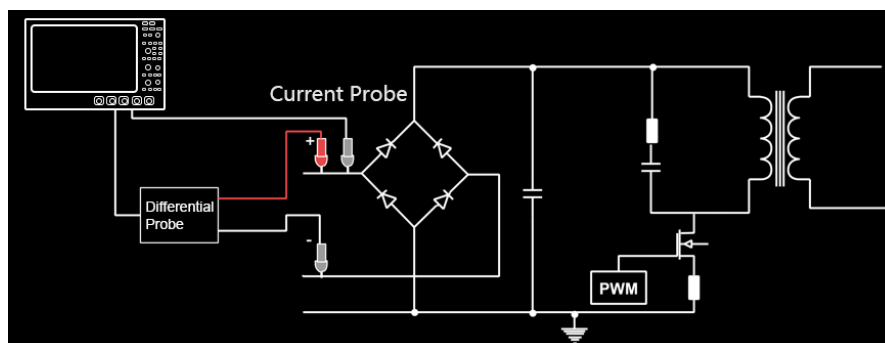 Current Probe
+
Differential
Probe
-
PWM